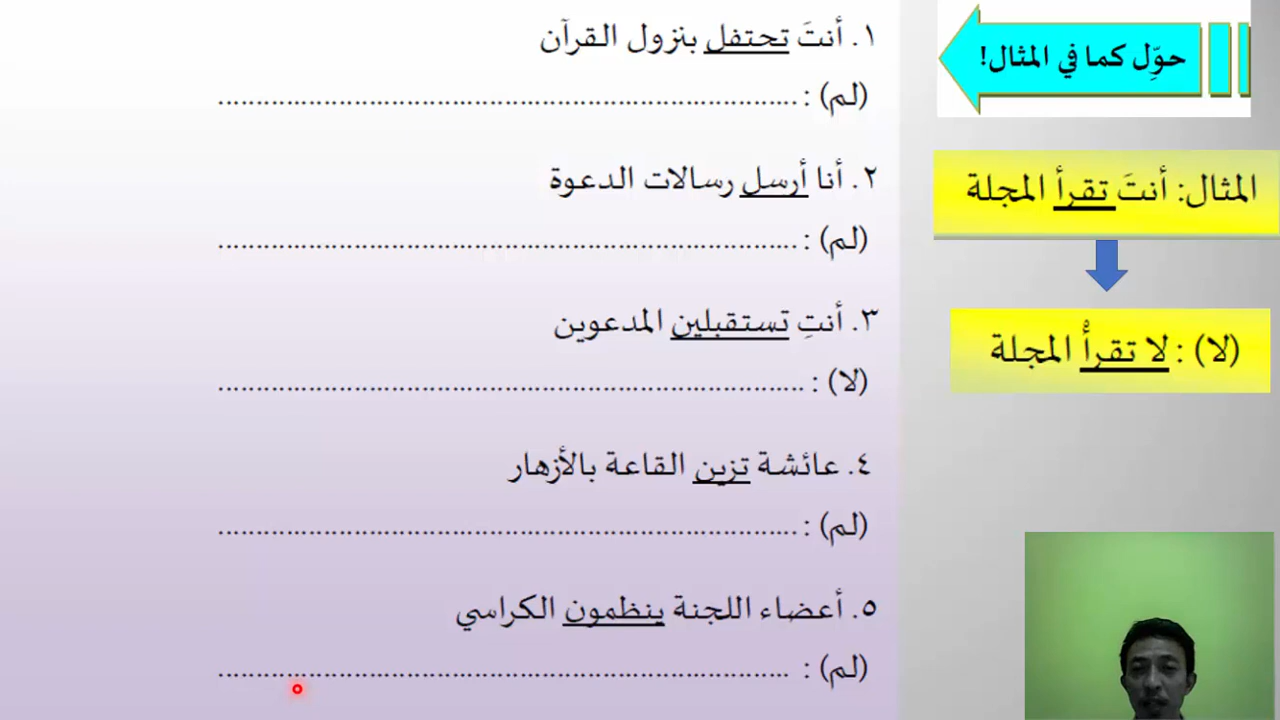 حوِّل كما في المثال!
المثال: أنتَ تقرأ المجلة
(لا) : لا تقرأْ المجلة
١. أنتَ تحتفل بنزول القرآن
(لم) : ..............................................................................
٢. أنا أرسل رسالات الدعوة
(لم) : ..............................................................................
٣. أنتِ تستقبلين المدعوين
(لا) : ..............................................................................
٤. عائشة تزين القاعة بالأزهار
(لم) : ..............................................................................
٥. أعضاء اللجنة ينظمون الكراسي
(لم) : ..............................................................................